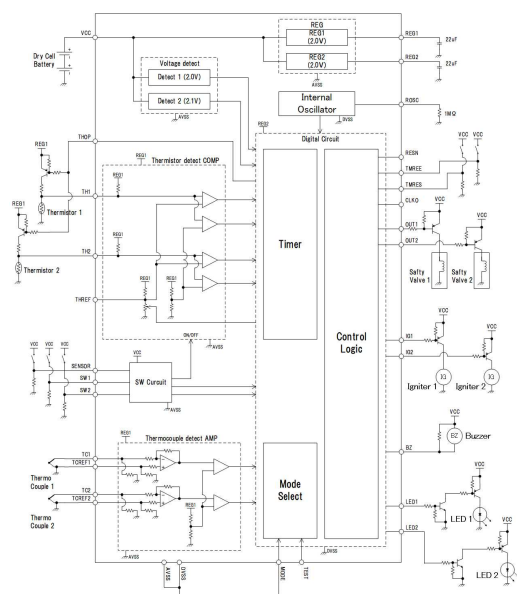 VCC
Dry Cell
Battery
REG
REG1
(2.0V)
REG2
(2.0V)
AVSS
REG1
22uF
REG2
22uF
Voltage detect
Detect 1 (2.0V)
Detect 2 (2.1V)
AVSS
Internal
Oscillator
DVSS
ROSC
1MΩ
REG2
Digital Circuit
THOP
REG1
TH1
Thermistor 1
REG1
TH2
Thermistor 2
THREF
Thermistor detect COMP
REG1
REG1
REG1
REG1
AVSS
ON/OFF
Timer
Control
Logic
Mode
Select
RESN
TMREE
TMRES
CLKO
OUT1
OUT2
VCC
VCC
VCC
VCC
Safty
Valve 1
Safty
Valve 2
IG1
IG2
VCC
VCC
IG
IG
Igniter 1
Igniter 2
VCC
VCC
VCC
SENSOR
SW1
SW2
VCC
SW Curcuit
AVSS
BZ
VCC
BZ
Buzzer
REG1
Thermocouple detect AMP
TC1
TCREF1
Thermo
Couple 1
TC2
TCREF2
Thermo
Couple 2
REG1
AVSS
LED1
VCC
LED 1
LED2
VCC
LED 2
DVSS
AVSS
DVSS
MODE
TEST